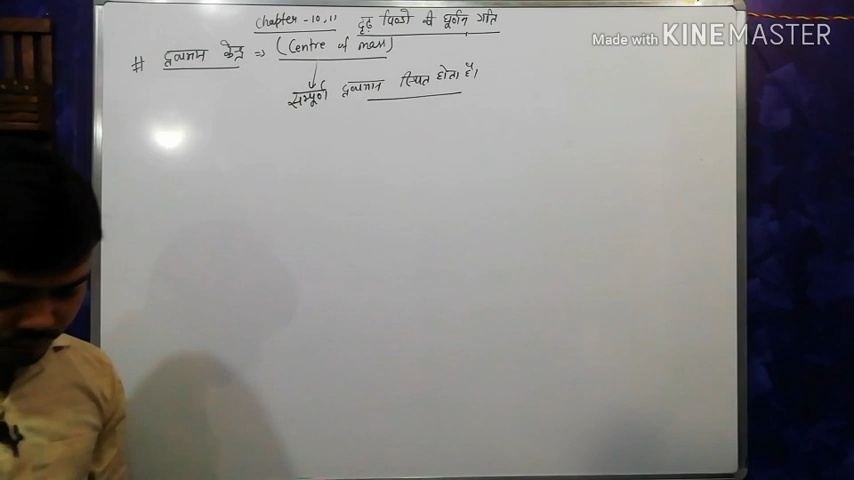 Chapter - 10, 11 दृढ़ पिण्डो की घूर्णन गति
# द्रव्यमान केन्द्र => (Centre of mass)
सम्पूर्ण द्रव्यमान स्थित होता है।
Made with KINEMASTER